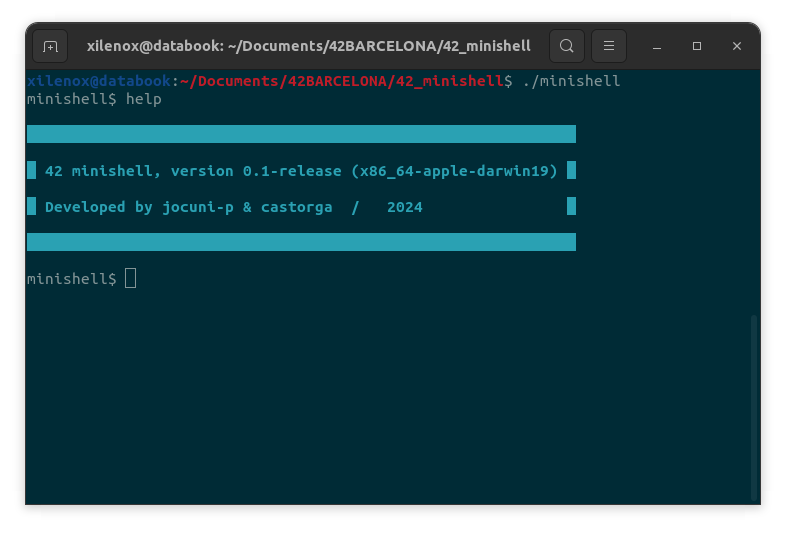 xilenox@databook: ~/Documents/42BARCELONA/42_minishell
xilenox@databook:~/Documents/42BARCELONA/42_minishell$ ./minishell
minishell$ help
42 minishell, version 0.1-release (x86_64-apple-darwin19)
Developed by jocuni-p & castorga  /   2024
minishell$